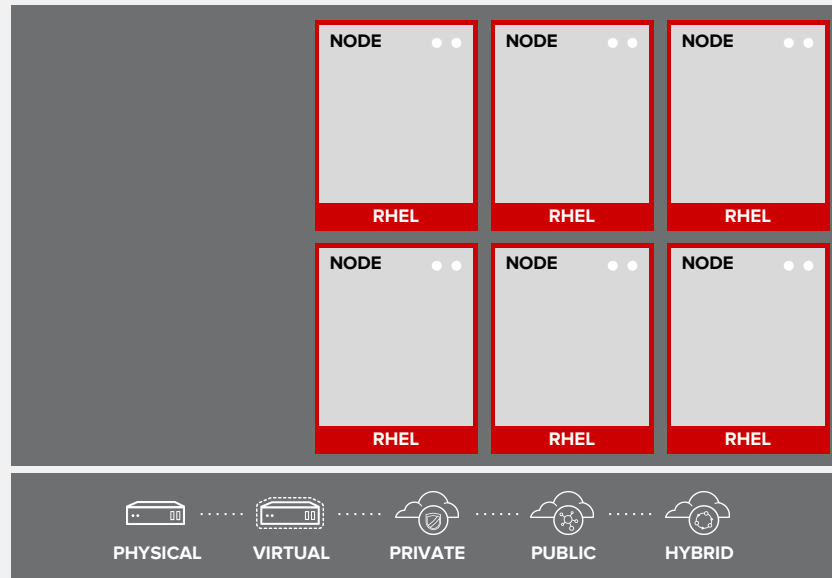 NODE NODE NODE
RHEL RHEL RHEL
NODE NODE NODE
RHEL RHEL RHEL
PHYSICAL VIRTUAL PRIVATE PUBLIC HYBRID